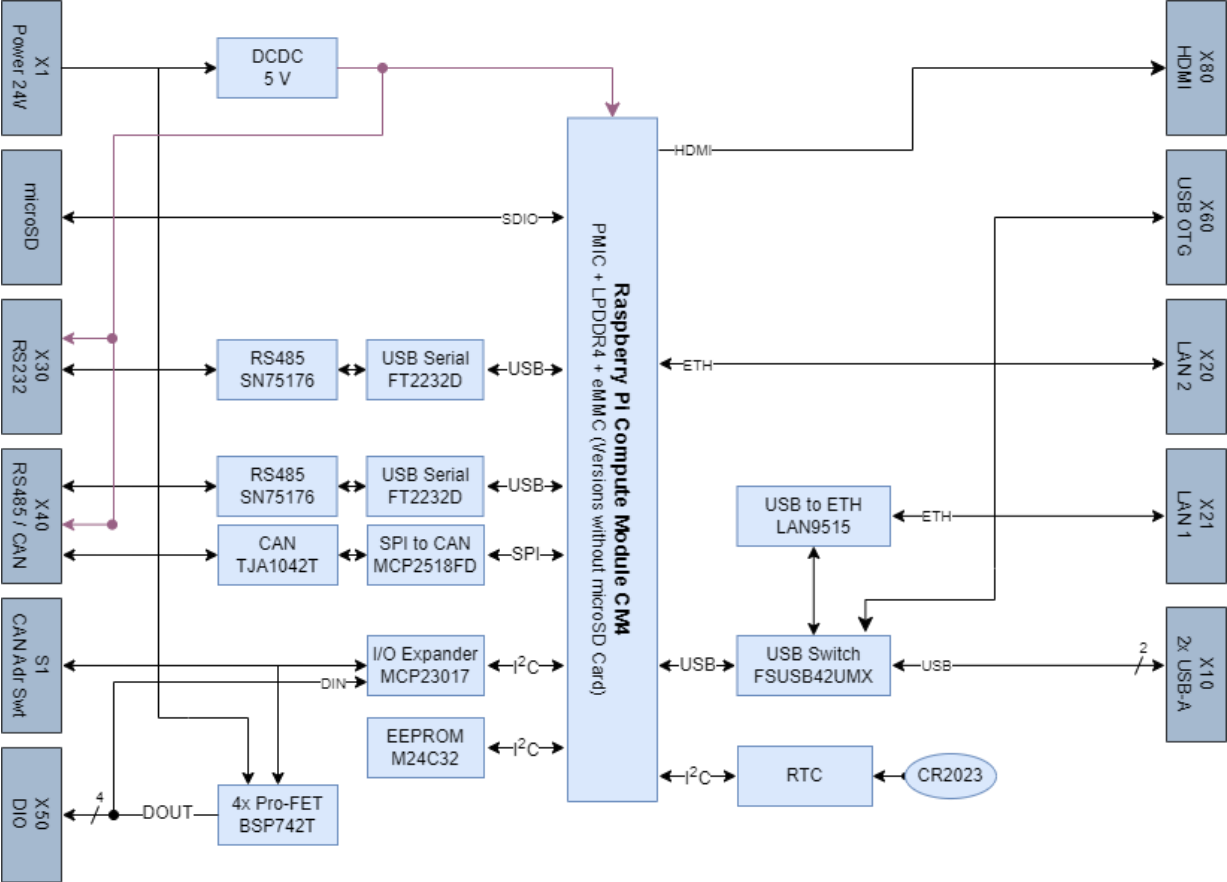 X1
Power 24V
DCDC
5 V
X80
HDMI
HDMI
microSD
SDIO
X60
USB OTG
Raspberry Pi Compute Module CM4
PMIC + LPDDR4 + eMMC (Versions without microSD Card)
X30
RS232
RS485
SN75176
USB Serial
FT2232D
USB
ETH
X20
LAN 2
X40
RS485 / CAN
RS485
SN75176
USB Serial
FT2232D
USB
CAN
TJA1042T
SPI to CAN
MCP2518FD
SPI
USB to ETH
LAN9515
ETH
X21
LAN 1
S1
CAN Adr Swt
I/O Expander
MCP23017
I²C
DIN
USB
USB Switch
FSUSB42UMX
USB
2
X10
2x USB-A
EEPROM
M24C32
I²C
X50
DIO
4
DOUT
4x Pro-FET
BSP742T
I²C
RTC
CR2023